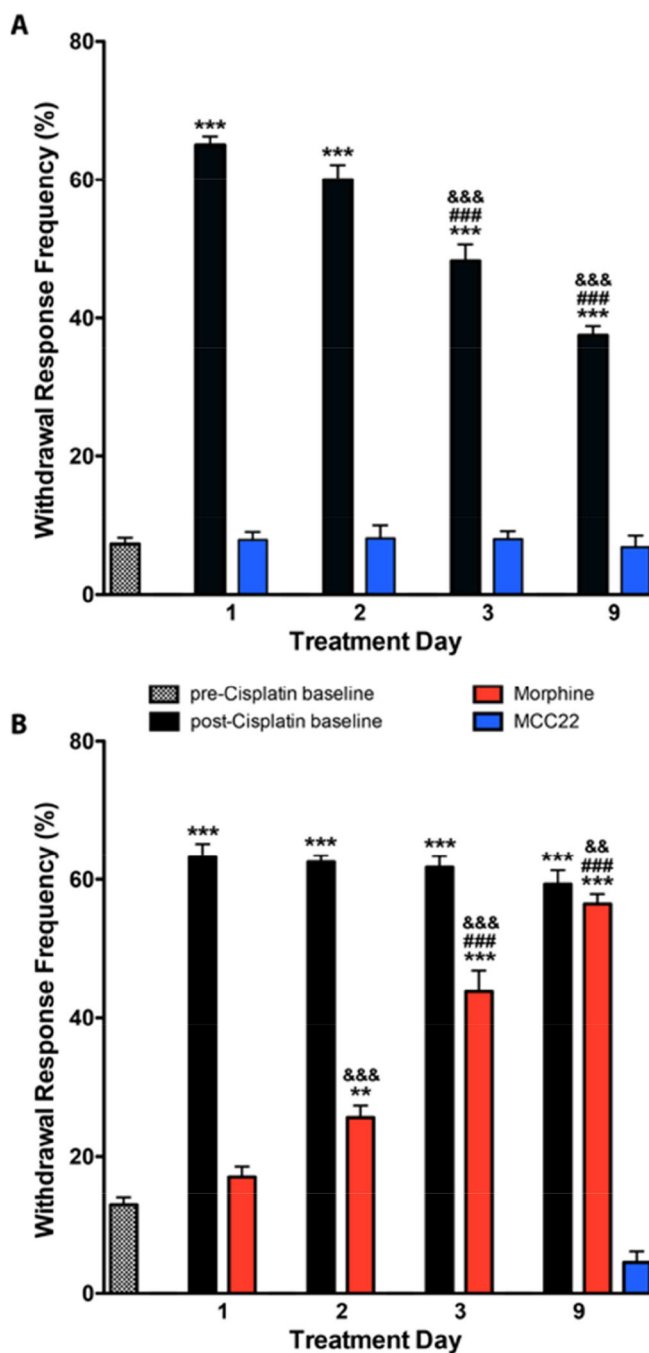 A
Withdrawal Response Frequency (%)
80
60
40
20
0
***
***
&&&
###
***
&&&
###
***
1 2 3 9
Treatment Day
pre-Cisplatin baseline
post-Cisplatin baseline
Morphine
MCC22
B
Withdrawal Response Frequency (%)
80
60
40
20
0
***
***
&&&
**
***
&&&
###
***
***
&&
###
***
1 2 3 9
Treatment Day